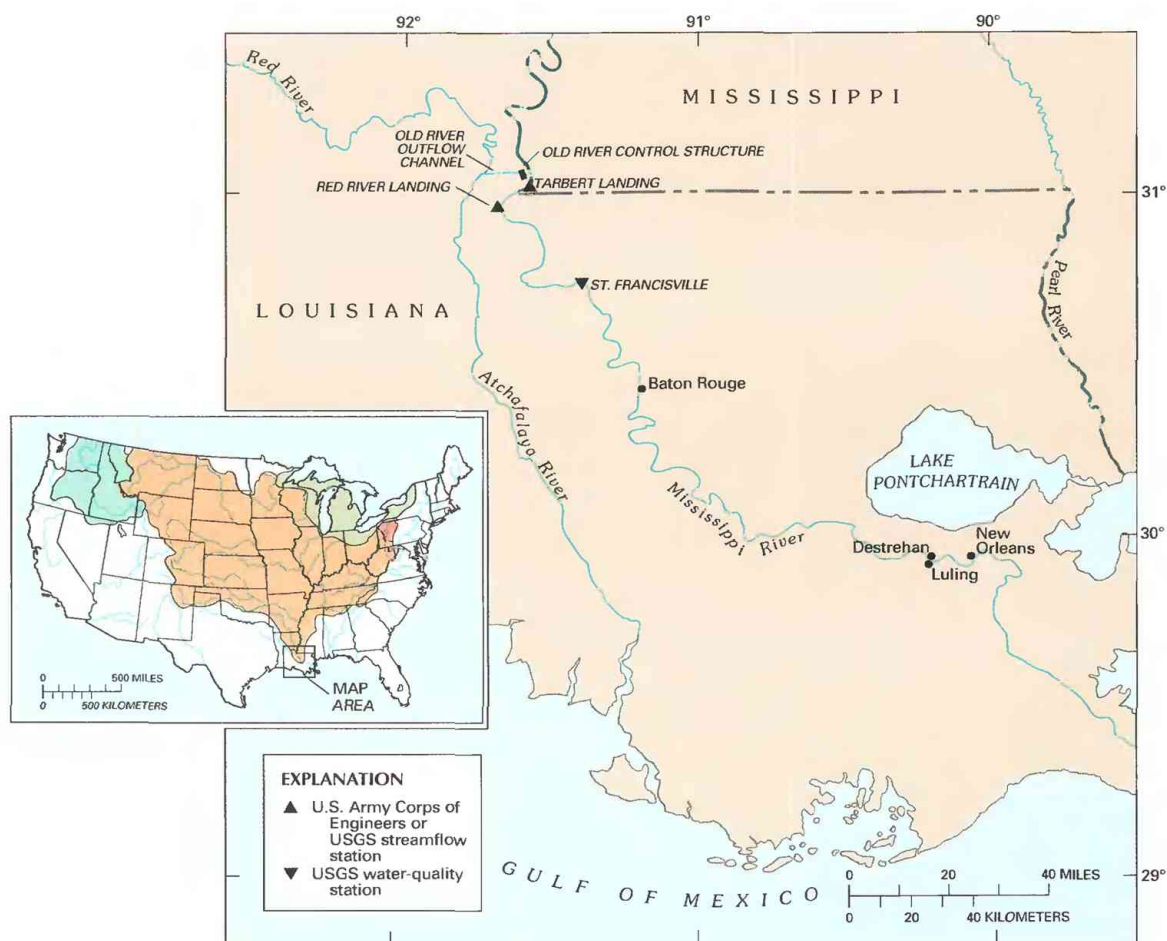 92°
91°
90°
Red River
MISSISSIPPI
OLD RIVER
OUTFLOW
CHANNEL
OLD RIVER CONTROL STRUCTURE
RED RIVER LANDING
TARBERT LANDING
31°
ST. FRANCISVILLE
Pearl River
LOUISIANA
Baton Rouge
Atchafalaya River
LAKE
PONTCHARTRAIN
Mississippi River
New
Orleans
Destrehan
Luling
30°
0 500 MILES
0 500 KILOMETERS
MAP
AREA
EXPLANATION
▲ U.S. Army Corps of
Engineers or
USGS streamflow
station
▼ USGS water-quality
station
GULF OF MEXICO
0 20 40 MILES
0 20 40 KILOMETERS
29°